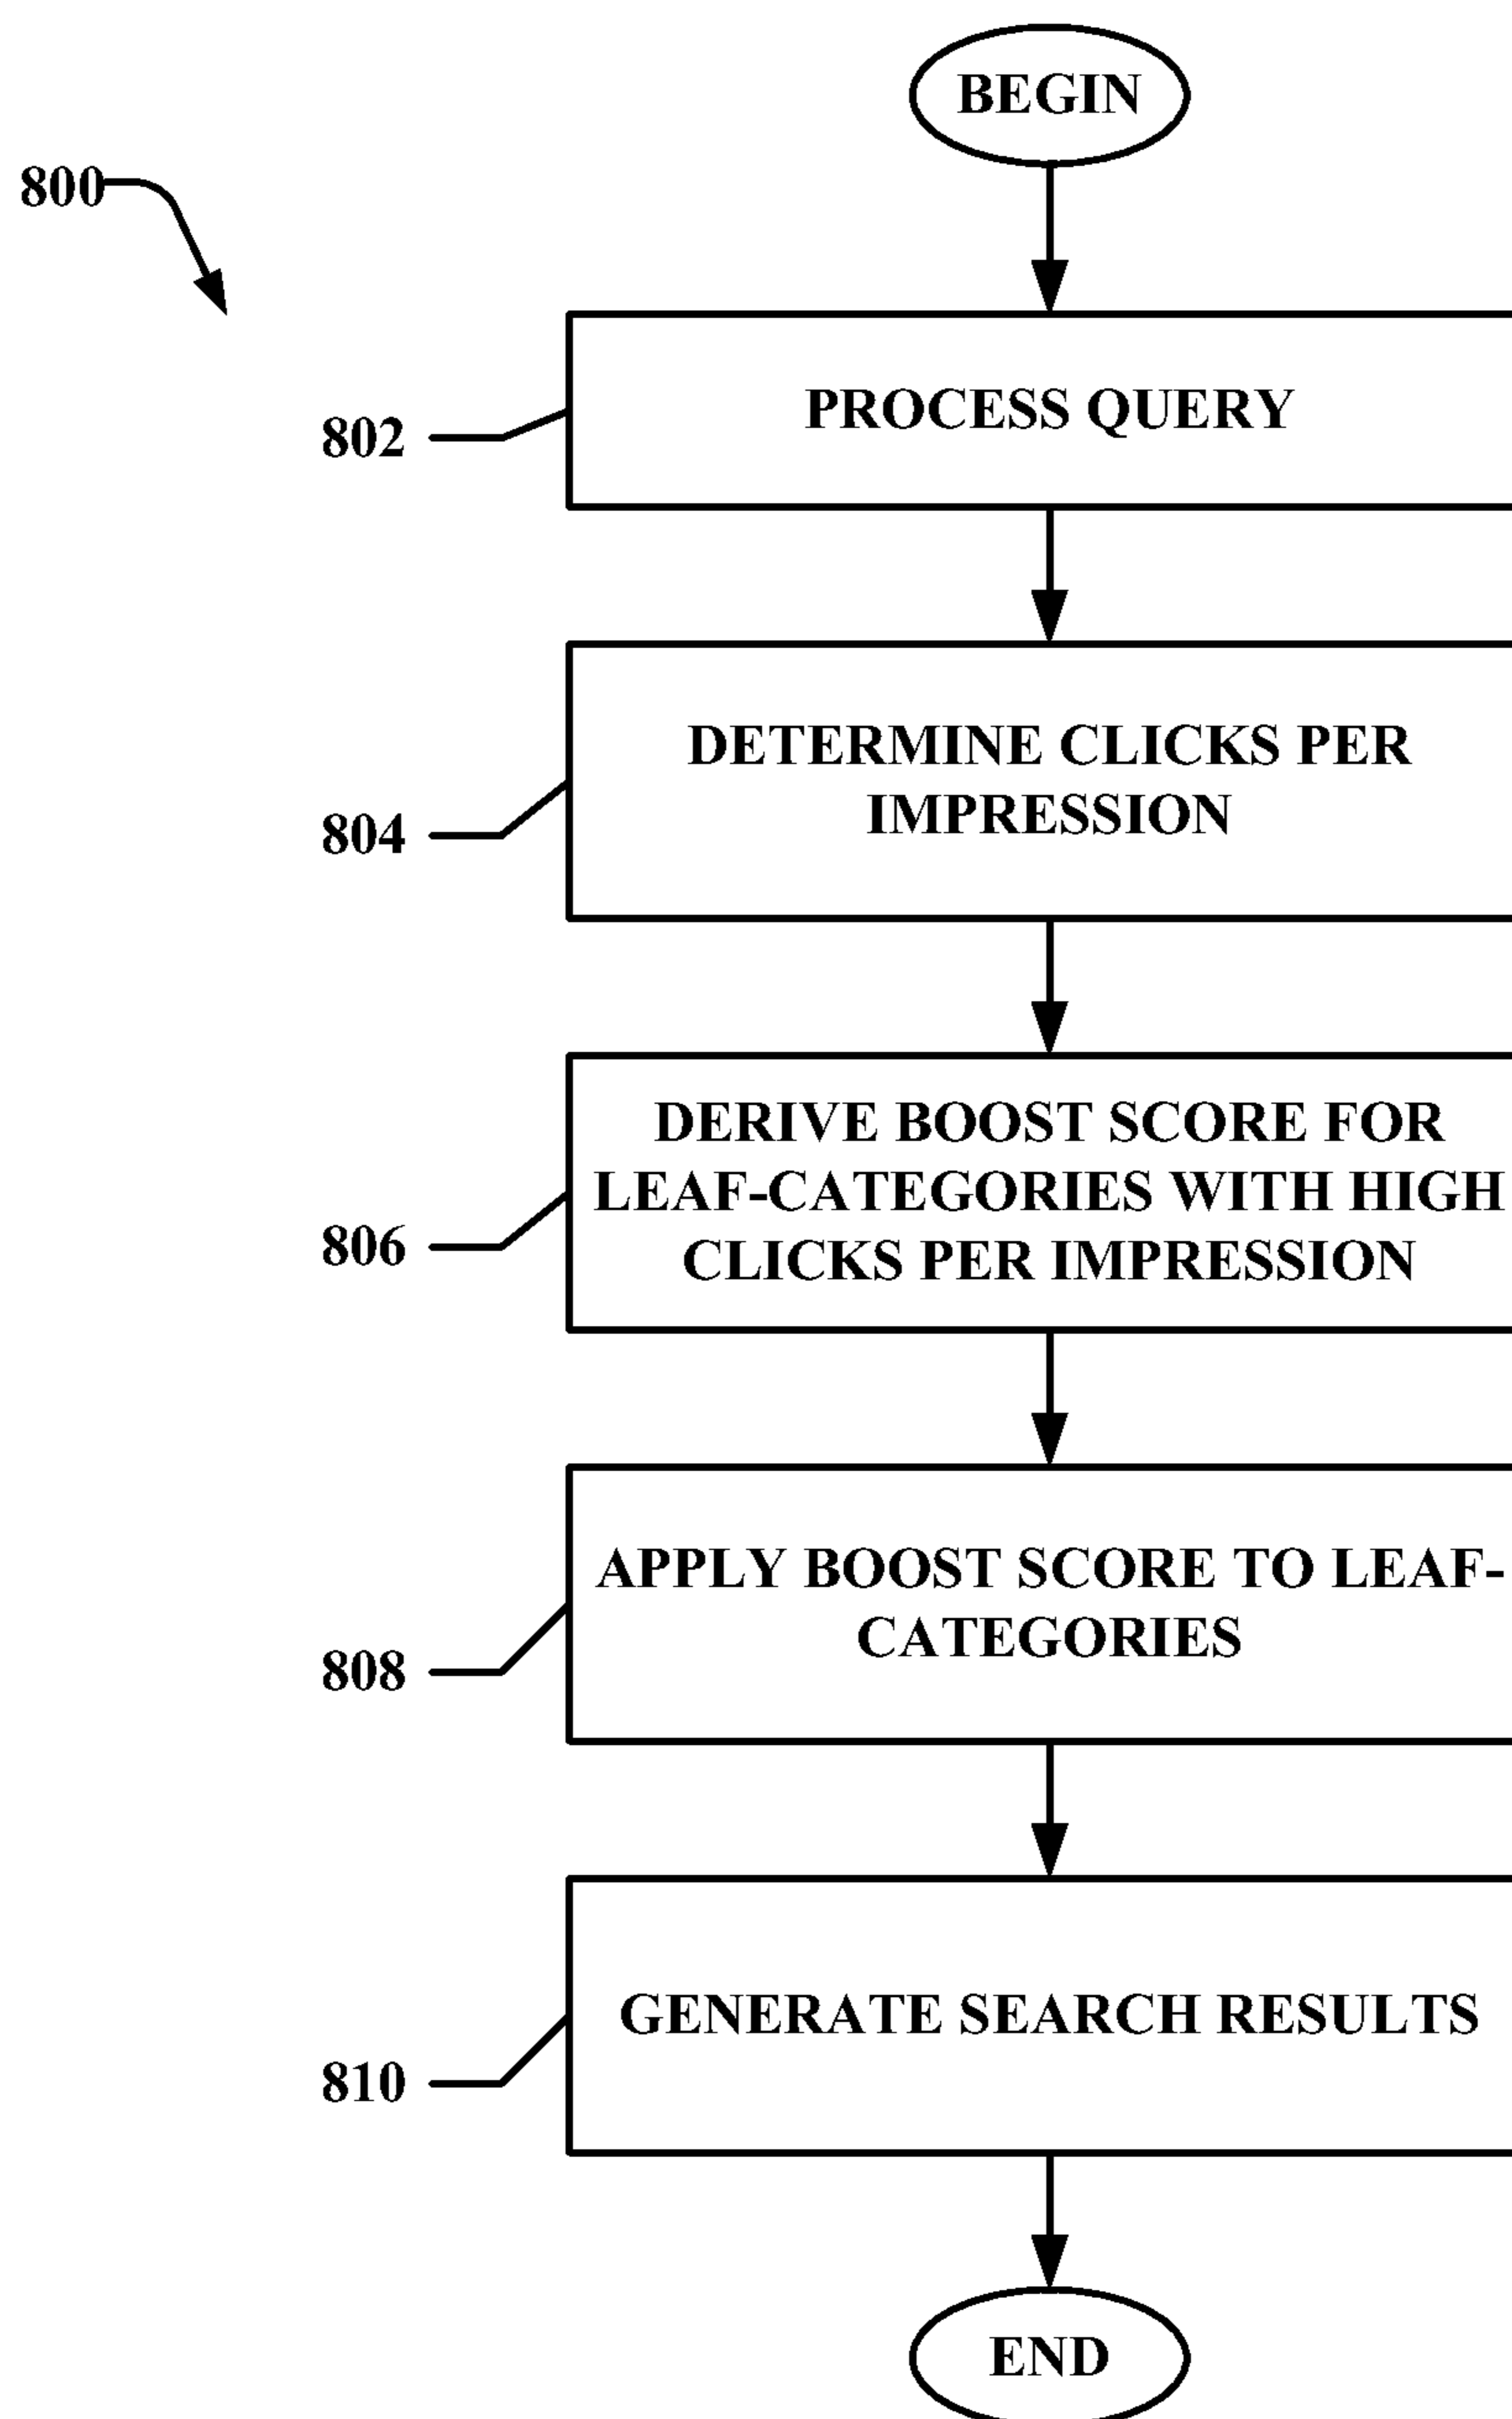 BEGIN
800
PROCESS QUERY
802
DETERMINE CLICKS PER
IMPRESSION
804
DERIVE BOOST SCORE FOR
LEAF-CATEGORIES WITH HIGH
CLICKS PER IMPRESSION
806
APPLY BOOST SCORE TO LEAF-
CATEGORIES
808
GENERATE SEARCH RESULTS
810
END